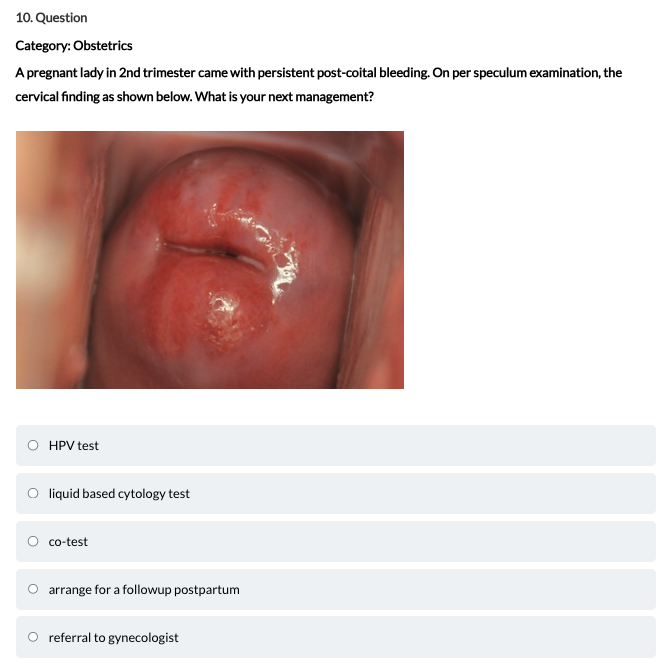 10. Question
Category: Obstetrics
A pregnant lady in 2nd trimester came with persistent post-coital bleeding. On per speculum examination, the
cervical finding as shown below. What is your next management?
HPV test
liquid based cytology test
co-test
arrange for a followup postpartum
referral to gynecologist